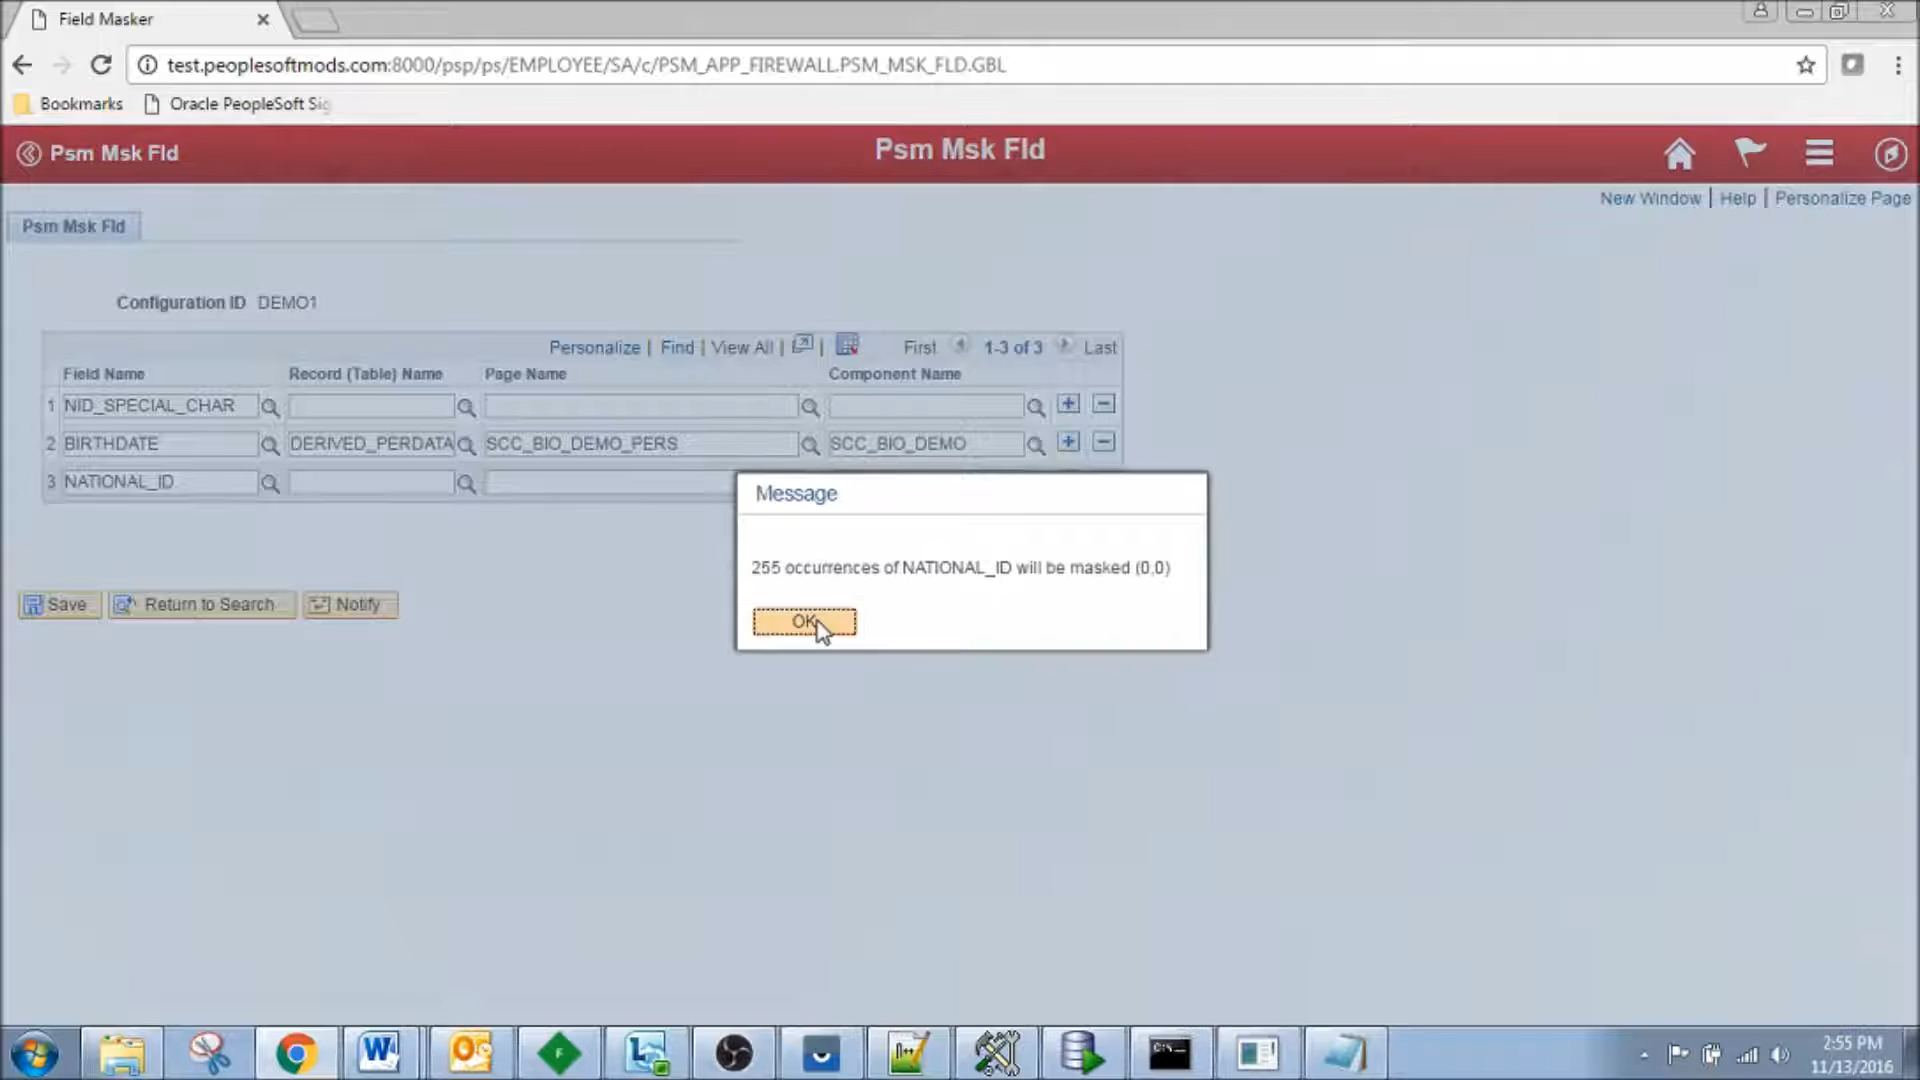 Field Masker
test.peoplesoftmods.com:8000/psp/ps/EMPLOYEE/SA/c/PSM_APP_FIREWALL.PSM_MSK_FLD.GBL
Bookmarks Oracle PeopleSoft Sig
Psm Msk Fld Psm Msk Fld
New Window | Help | Personalize Page
Psm Msk Fld
Configuration ID DEMO1
Personalize | Find | View All | | First 1-3 of 3 Last
Field Name Record (Table) Name Page Name Component Name
1 NID_SPECIAL_CHAR
2 BIRTHDATE DERIVED_PERDATA SCC_BIO_DEMO_PERS SCC_BIO_DEMO
3 NATIONAL_ID
Message
255 occurrences of NATIONAL_ID will be masked (0,0)
OK
Save Return to Search Notify
2:55 PM
11/13/2016